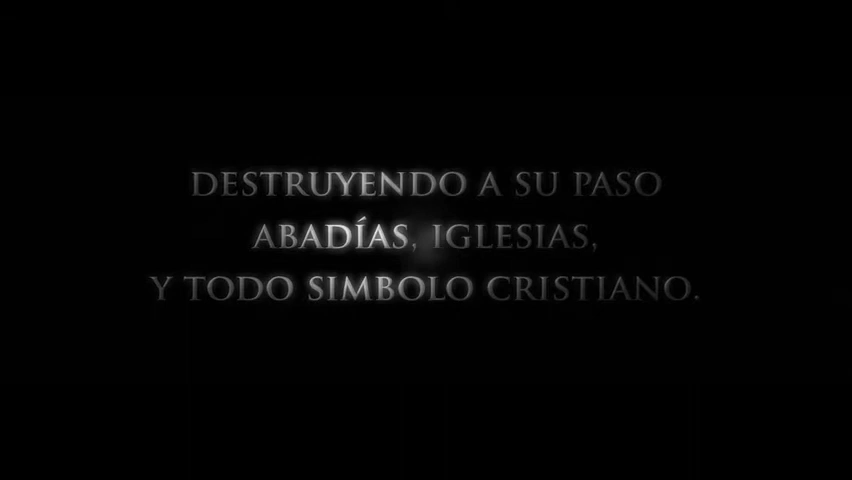 DESTRUYENDO A SU PASO
ABADÍAS, IGLESIAS,
Y TODO SIMBOLO CRISTIANO.